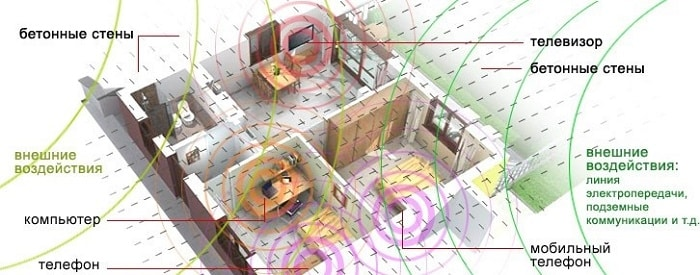 бетонные стены
телевизор
бетонные стены
внешние
воздействия
внешние
воздействия:
линия
электропередачи,
подземные
коммуникации и т.д.
компьютер
мобильный
телефон
телефон